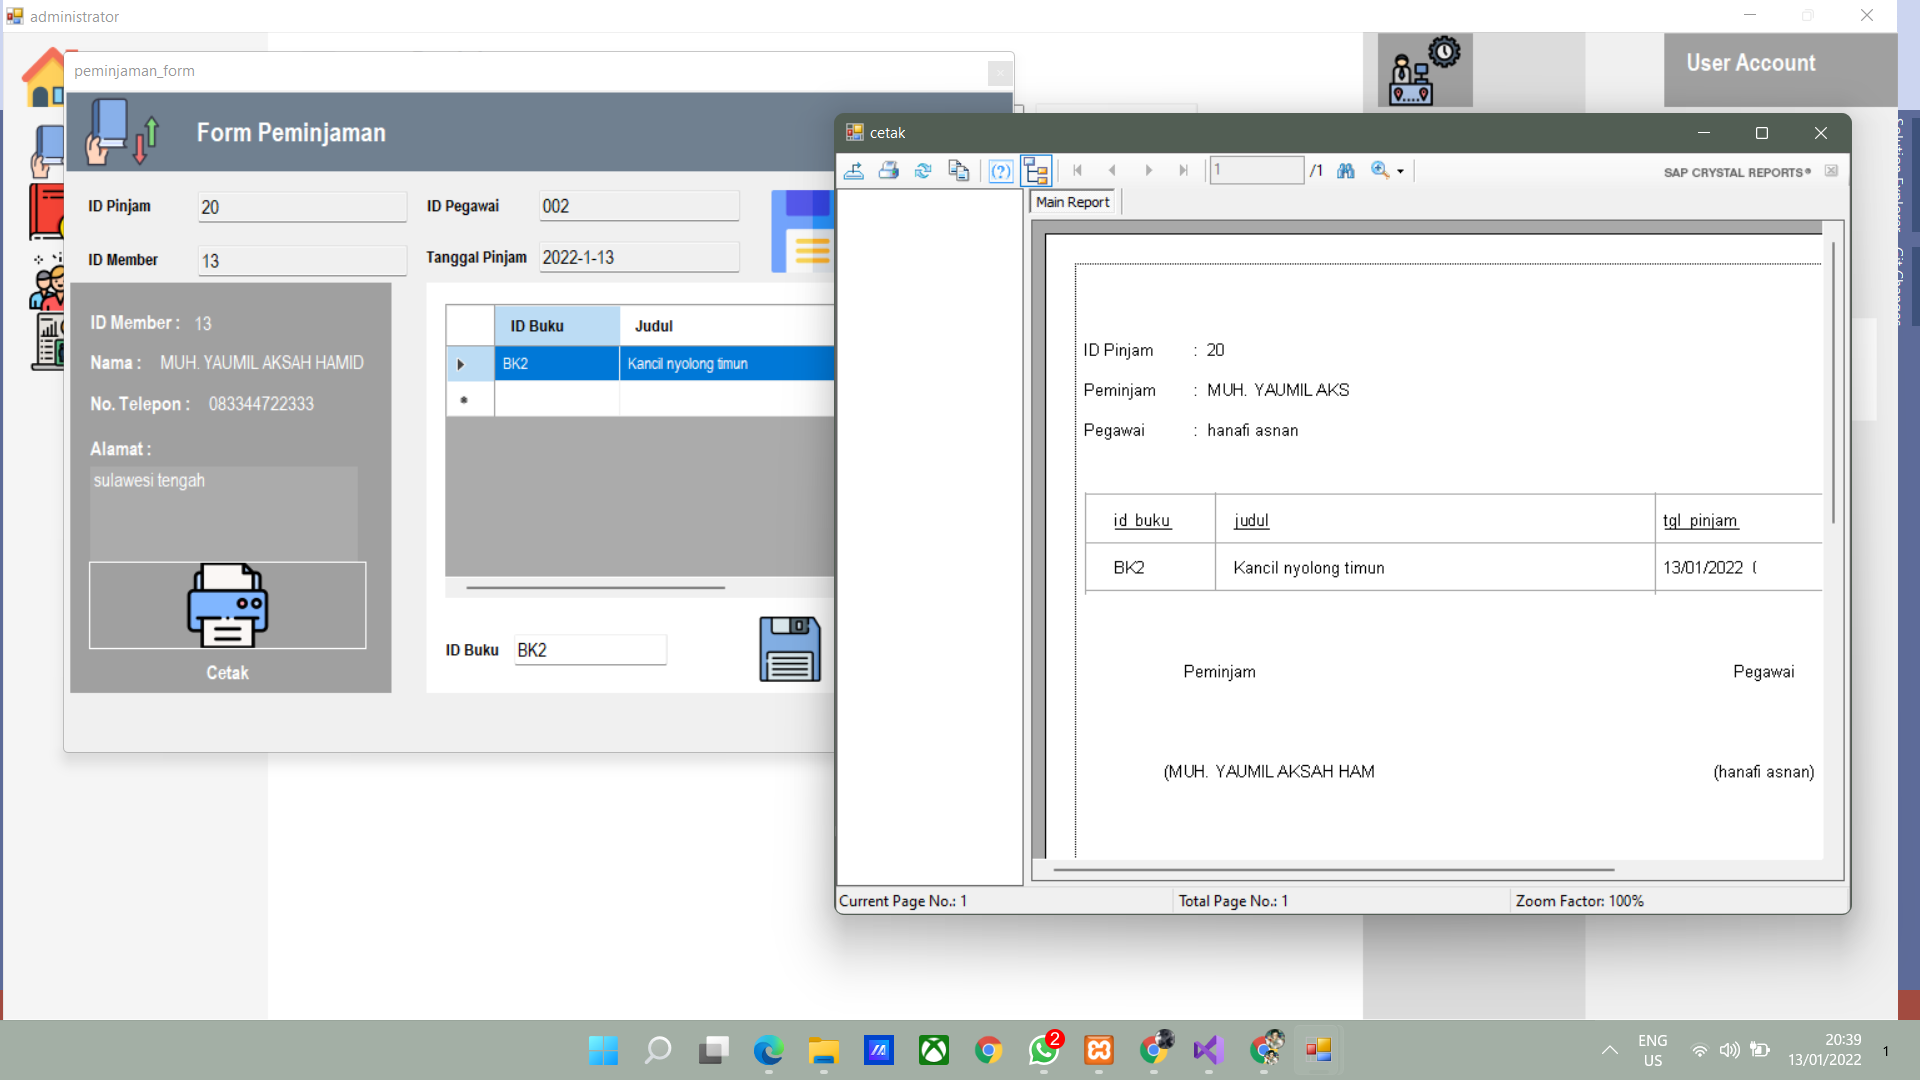 administrator
User Account
peminjaman_form
Form Peminjaman
ID Pinjam 20
ID Pegawai 002
ID Member 13
Tanggal Pinjam 2022-1-13
ID Member : 13
Nama : MUH. YAUMIL AKSAH HAMID
No. Telepon : 083344722333
Alamat :
sulawesi tengah
Cetak
ID Buku Judul
BK2 Kancil nyolong timun
ID Buku BK2
cetak
1 /1
SAP CRYSTAL REPORTS®
Main Report
ID Pinjam : 20
Peminjam : MUH. YAUMIL AKS
Pegawai : hanafi asnan
id_buku judul tgl_pinjam
BK2 Kancil nyolong timun 13/01/2022 (
Peminjam Pegawai
(MUH. YAUMIL AKSAH HAM (hanafi asnan)
Current Page No.: 1 Total Page No.: 1 Zoom Factor: 100%
2
ENG
US
20:39
13/01/2022
1